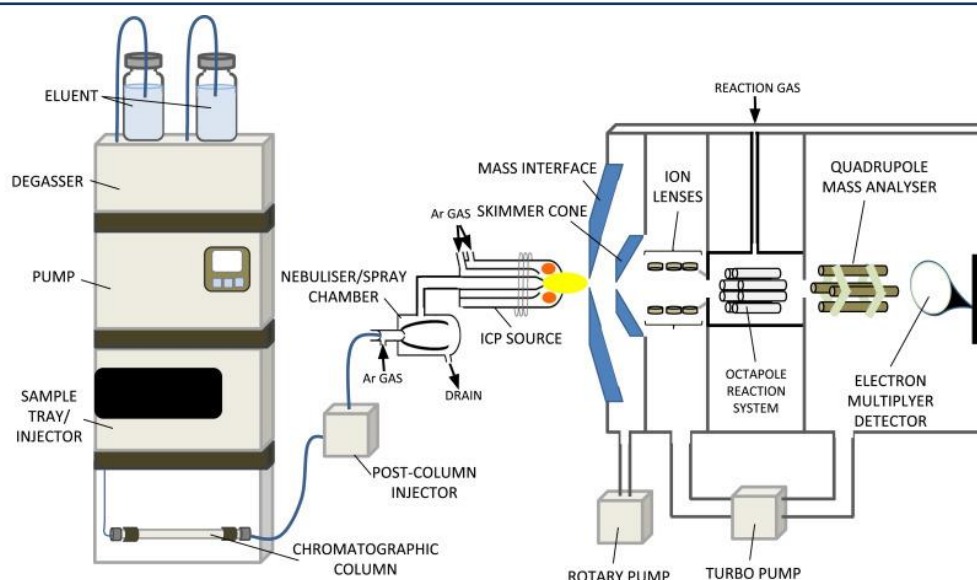 ELUENT
DEGASSER
PUMP
SAMPLE
TRAY/
INJECTOR
CHROMATOGRAPHIC
COLUMN
POST-COLUMN
INJECTOR
NEBULISER/SPRAY
CHAMBER
Ar GAS
DRAIN
Ar GAS
ICP SOURCE
MASS INTERFACE
SKIMMER CONE
ION
LENSES
REACTION GAS
OCTAPOLE
REACTION
SYSTEM
QUADRUPOLE
MASS ANALYSER
ELECTRON
MULTIPLYER
DETECTOR
ROTARY PUMP
TURBO PUMP